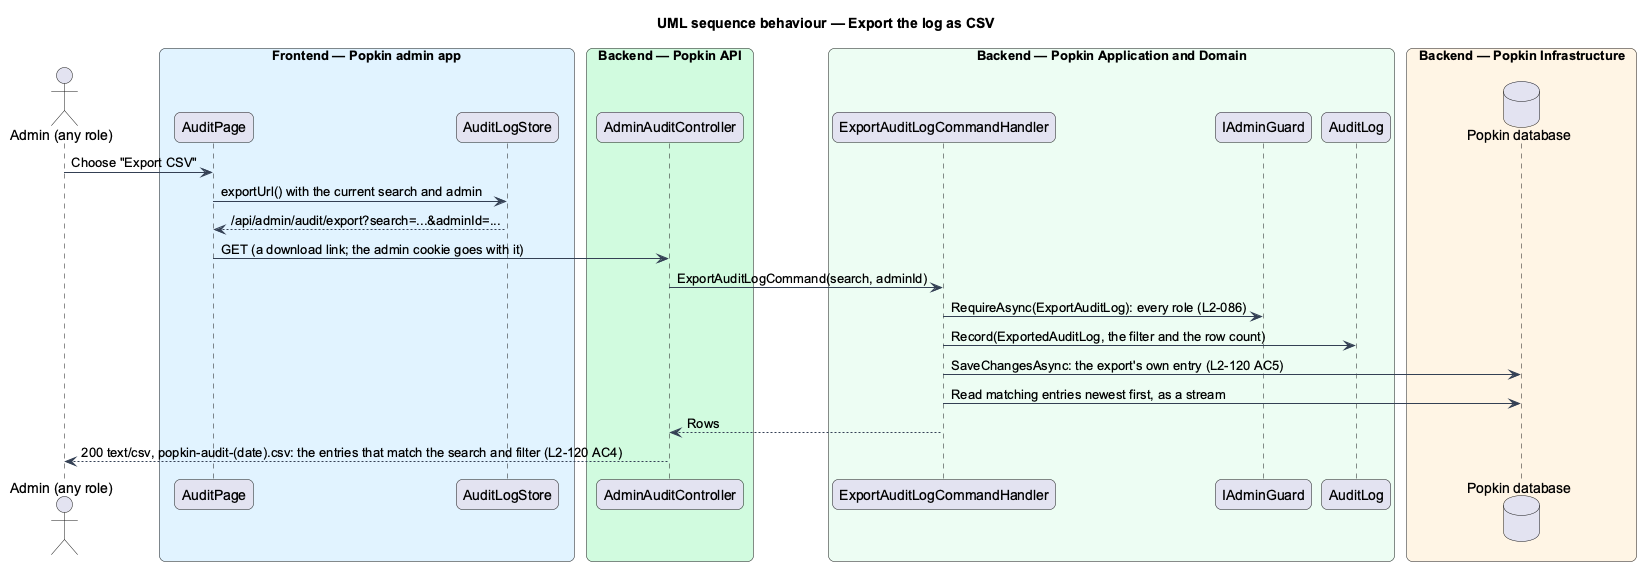 UML sequence behaviour — Export the log as CSV
Frontend — Popkin admin app
Backend — Popkin API
Backend — Popkin Application and Domain
Backend — Popkin Infrastructure
Admin (any role)
AuditPage
AuditLogStore
AdminAuditController
ExportAuditLogCommandHandler
IAdminGuard
AuditLog
Popkin database
Choose "Export CSV"
exportUrl() with the current search and admin
/api/admin/audit/export?search=...&adminId=...
GET (a download link; the admin cookie goes with it)
ExportAuditLogCommand(search, adminId)
RequireAsync(ExportAuditLog): every role (L2-086)
Record(ExportedAuditLog, the filter and the row count)
SaveChangesAsync: the export's own entry (L2-120 AC5)
Read matching entries newest first, as a stream
Rows
200 text/csv, popkin-audit-(date).csv: the entries that match the search and filter (L2-120 AC4)
Admin (any role)
AuditPage
AuditLogStore
AdminAuditController
ExportAuditLogCommandHandler
IAdminGuard
AuditLog
Popkin database